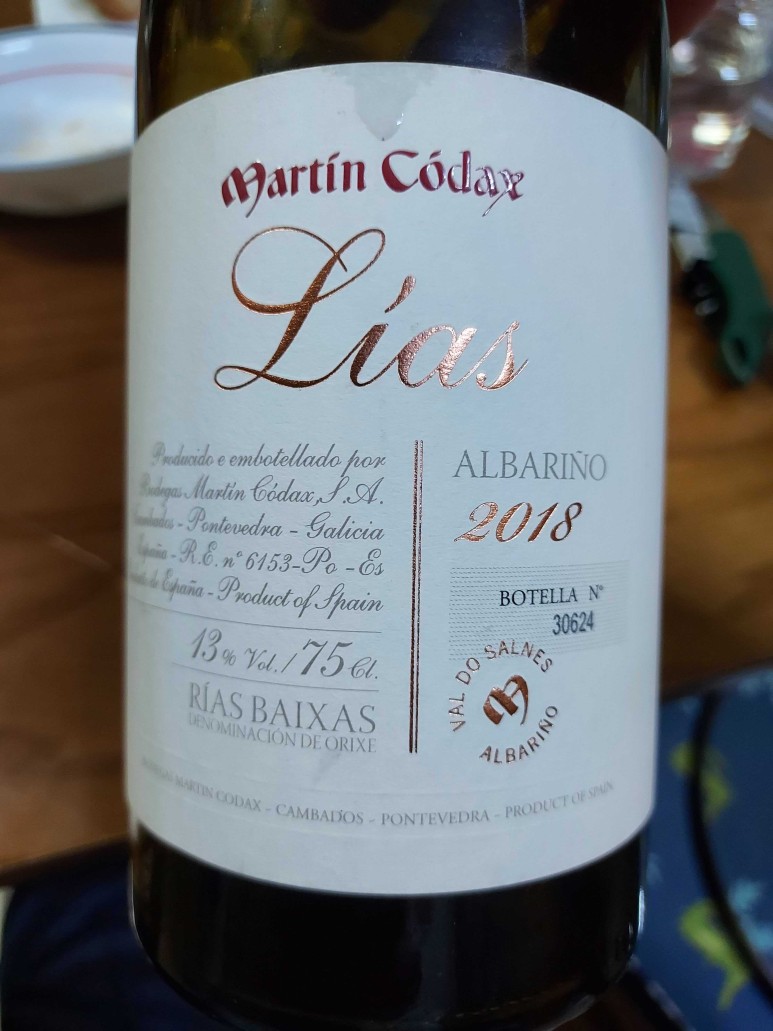 Martín Códax
Lías
Producido e embotellado por
Bodegas Martín Códax, S.A.
Cambados - Pontevedra - Galicia
España - R.E. nº 6153-Po - Es
de España - Product of Spain
13% Vol. / 75 Cl.
RÍAS BAIXAS
DENOMINACIÓN DE ORIXE
ALBARIÑO
2018
BOTELLA Nº
30624
VAL DO SALNES
ALBARIÑO
BODEGAS MARTIN CODAX - CAMBADOS - PONTEVEDRA - PRODUCT OF SPAIN